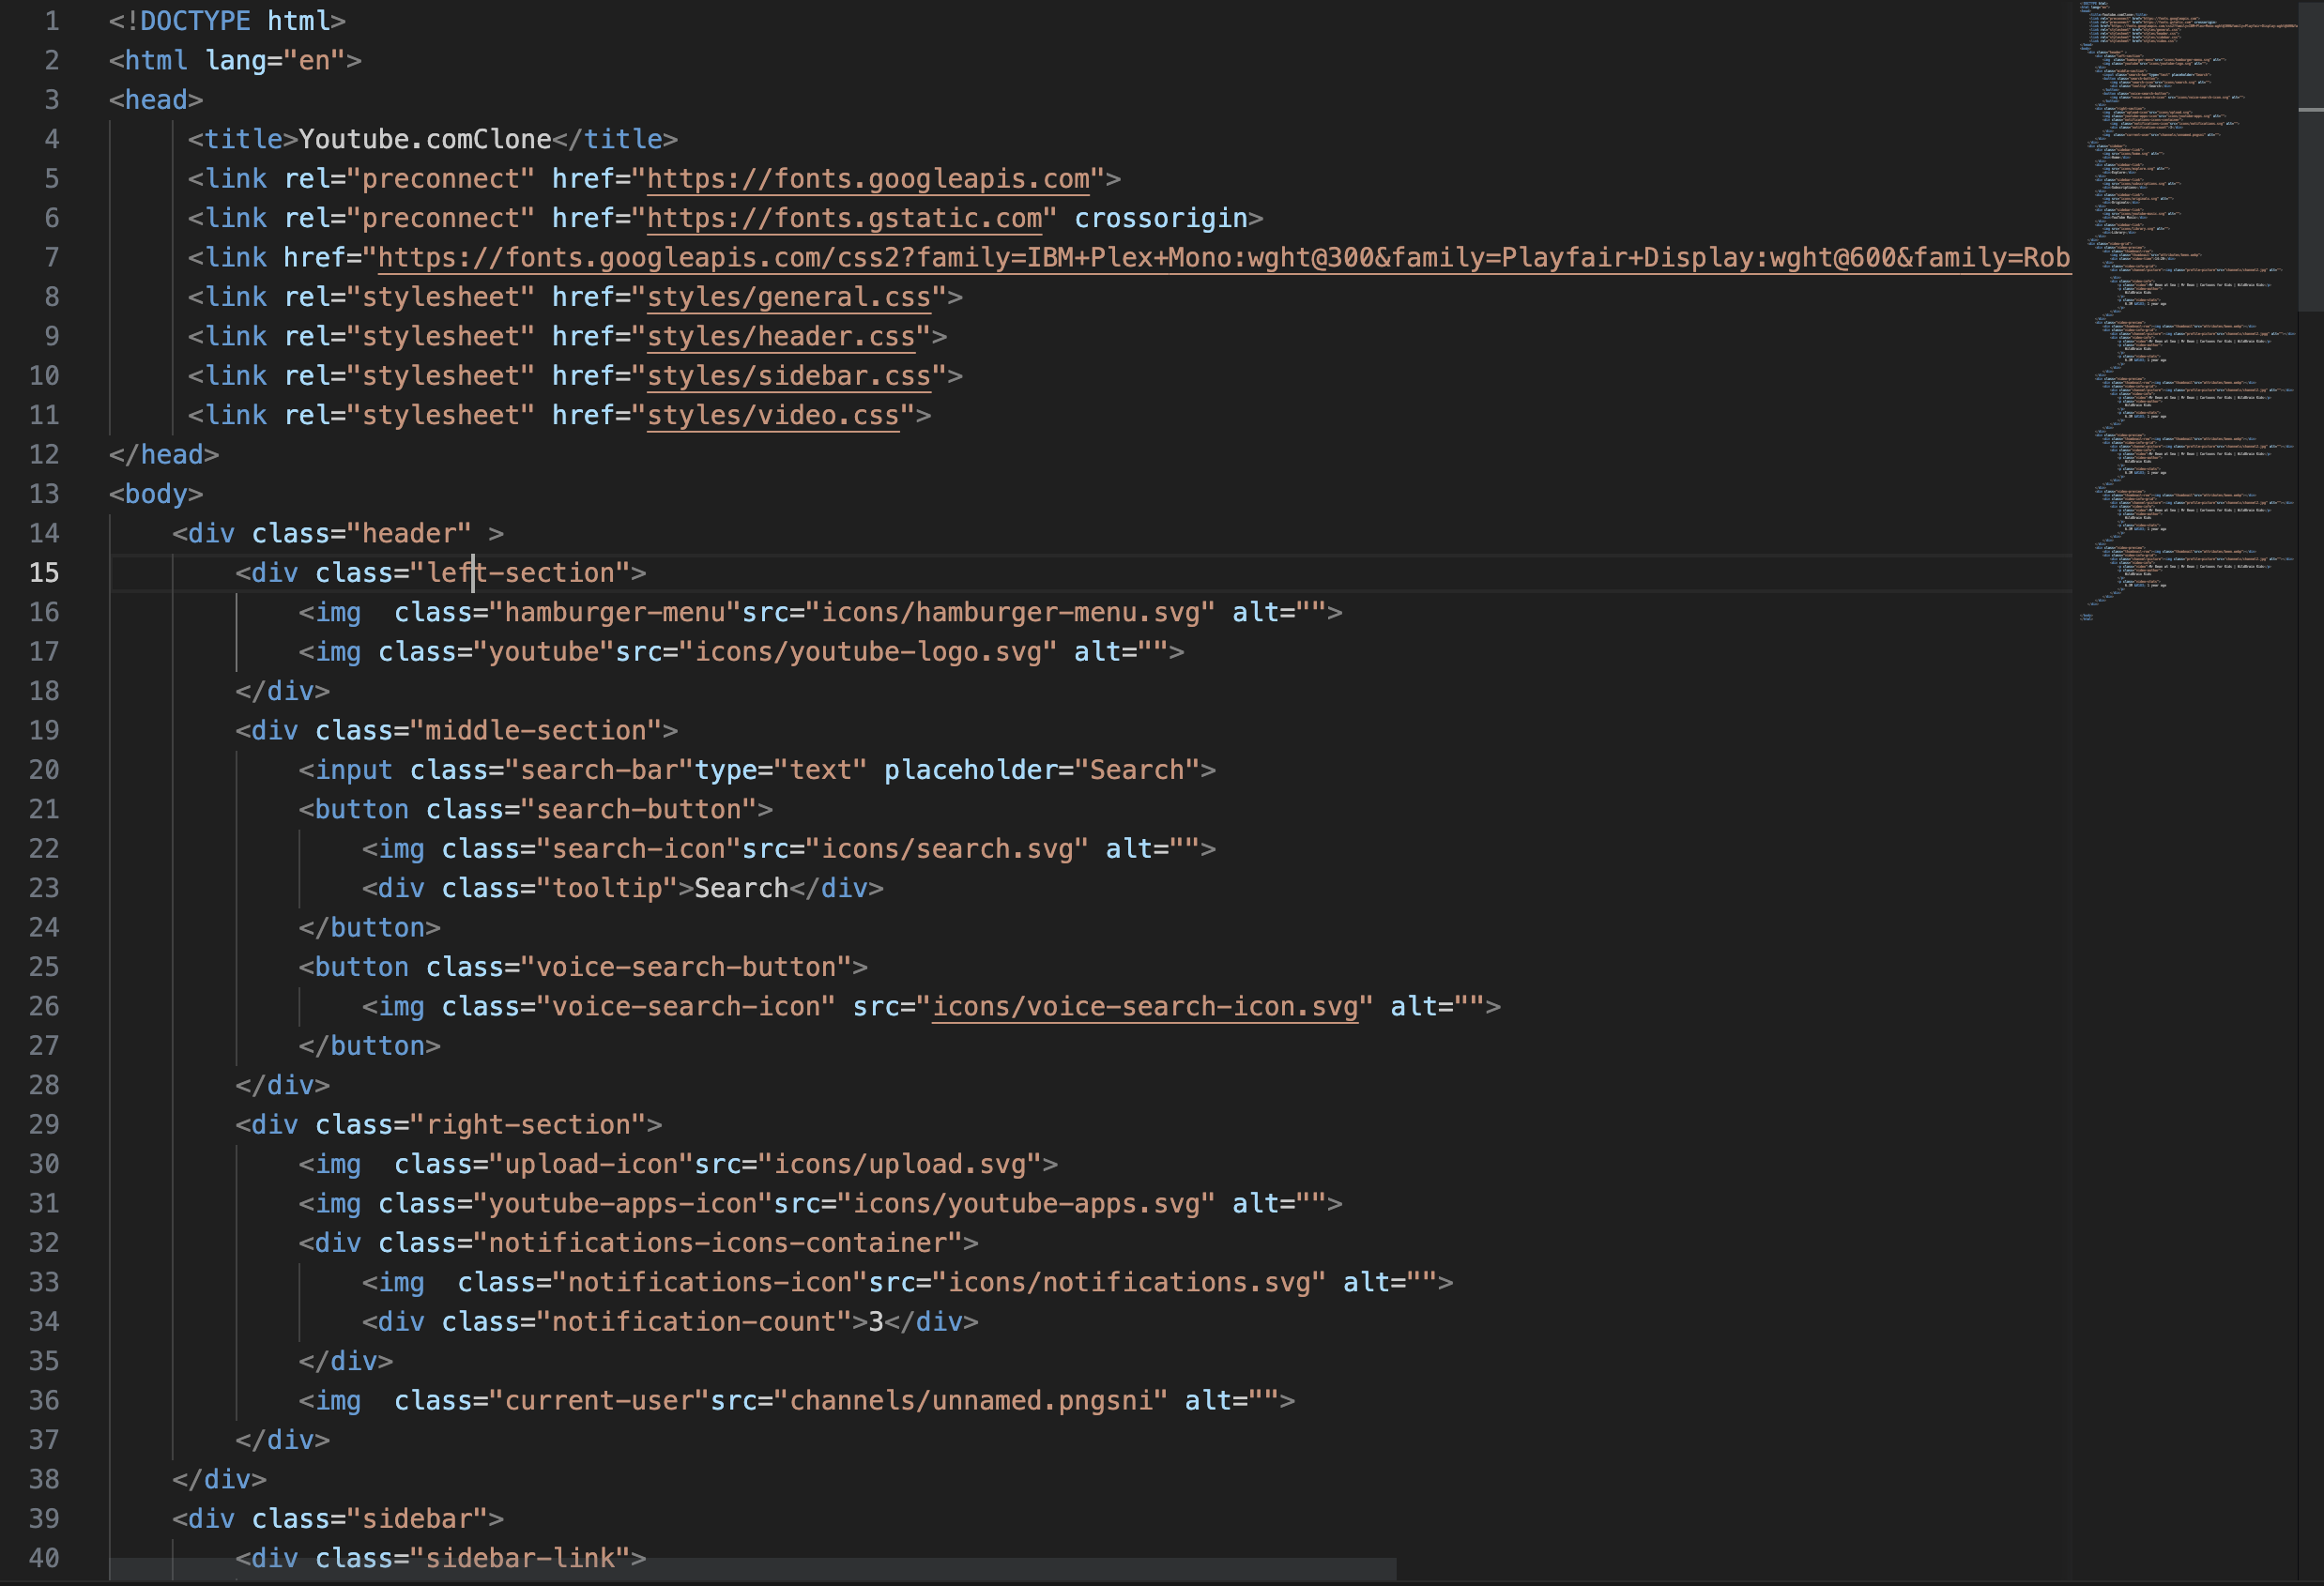 1 <!DOCTYPE html>
2 <html lang="en">
3 <head>
4 <title>Youtube.comClone</title>
5 <link rel="preconnect" href="https://fonts.googleapis.com">
6 <link rel="preconnect" href="https://fonts.gstatic.com" crossorigin>
7 <link href="https://fonts.googleapis.com/css2?family=IBM+Plex+Mono:wght@300&family=Playfair+Display:wght@600&family=Rob
8 <link rel="stylesheet" href="styles/general.css">
9 <link rel="stylesheet" href="styles/header.css">
10 <link rel="stylesheet" href="styles/sidebar.css">
11 <link rel="stylesheet" href="styles/video.css">
12 </head>
13 <body>
14 <div class="header" >
15 <div class="left-section">
16 <img  class="hamburger-menu"src="icons/hamburger-menu.svg" alt="">
17 <img class="youtube"src="icons/youtube-logo.svg" alt="">
18 </div>
19 <div class="middle-section">
20 <input class="search-bar"type="text" placeholder="Search">
21 <button class="search-button">
22 <img class="search-icon"src="icons/search.svg" alt="">
23 <div class="tooltip">Search</div>
24 </button>
25 <button class="voice-search-button">
26 <img class="voice-search-icon" src="icons/voice-search-icon.svg" alt="">
27 </button>
28 </div>
29 <div class="right-section">
30 <img  class="upload-icon"src="icons/upload.svg">
31 <img class="youtube-apps-icon"src="icons/youtube-apps.svg" alt="">
32 <div class="notifications-icons-container">
33 <img  class="notifications-icon"src="icons/notifications.svg" alt="">
34 <div class="notification-count">3</div>
35 </div>
36 <img  class="current-user"src="channels/unnamed.pngsni" alt="">
37 </div>
38 </div>
39 <div class="sidebar">
40 <div class="sidebar-link">